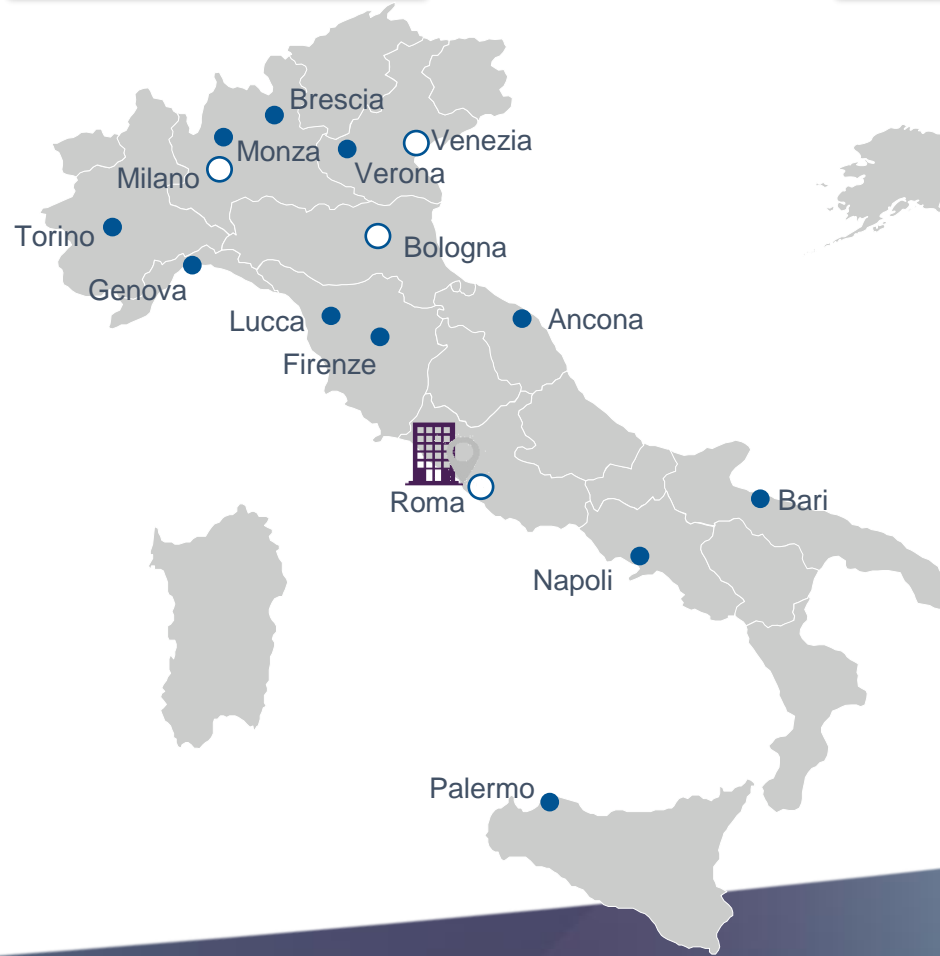 Brescia
Venezia
Monza
Verona
Milano
Torino
Bologna
Genova
Lucca
Ancona
Firenze
Roma
Bari
Napoli
Palermo